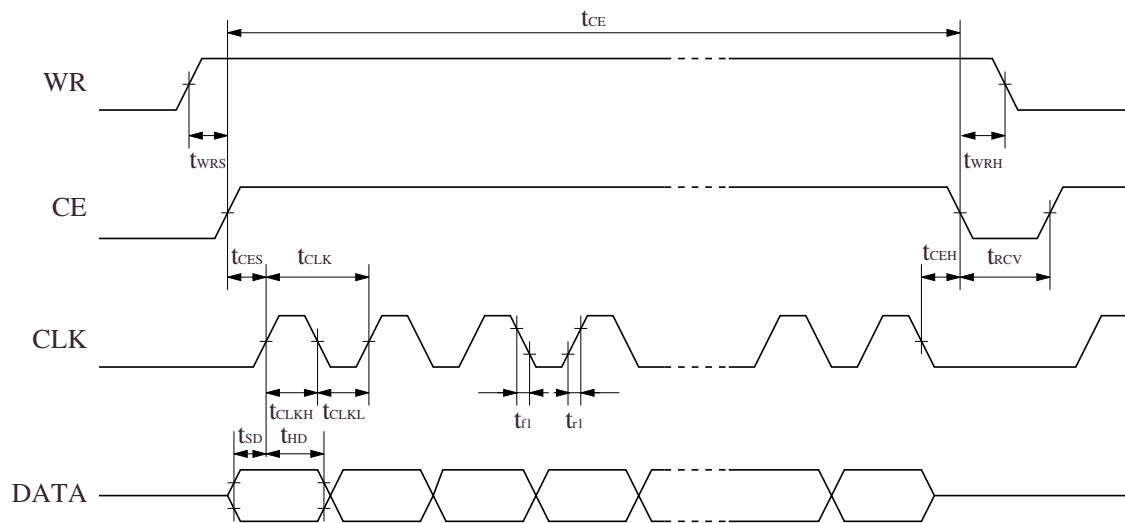 tCE
WR
tWRS
tWRH
CE
tCES
tCLK
tCEH
tRCV
CLK
tCLKH
tCLKL
tf1
tr1
tSD
tHD
DATA